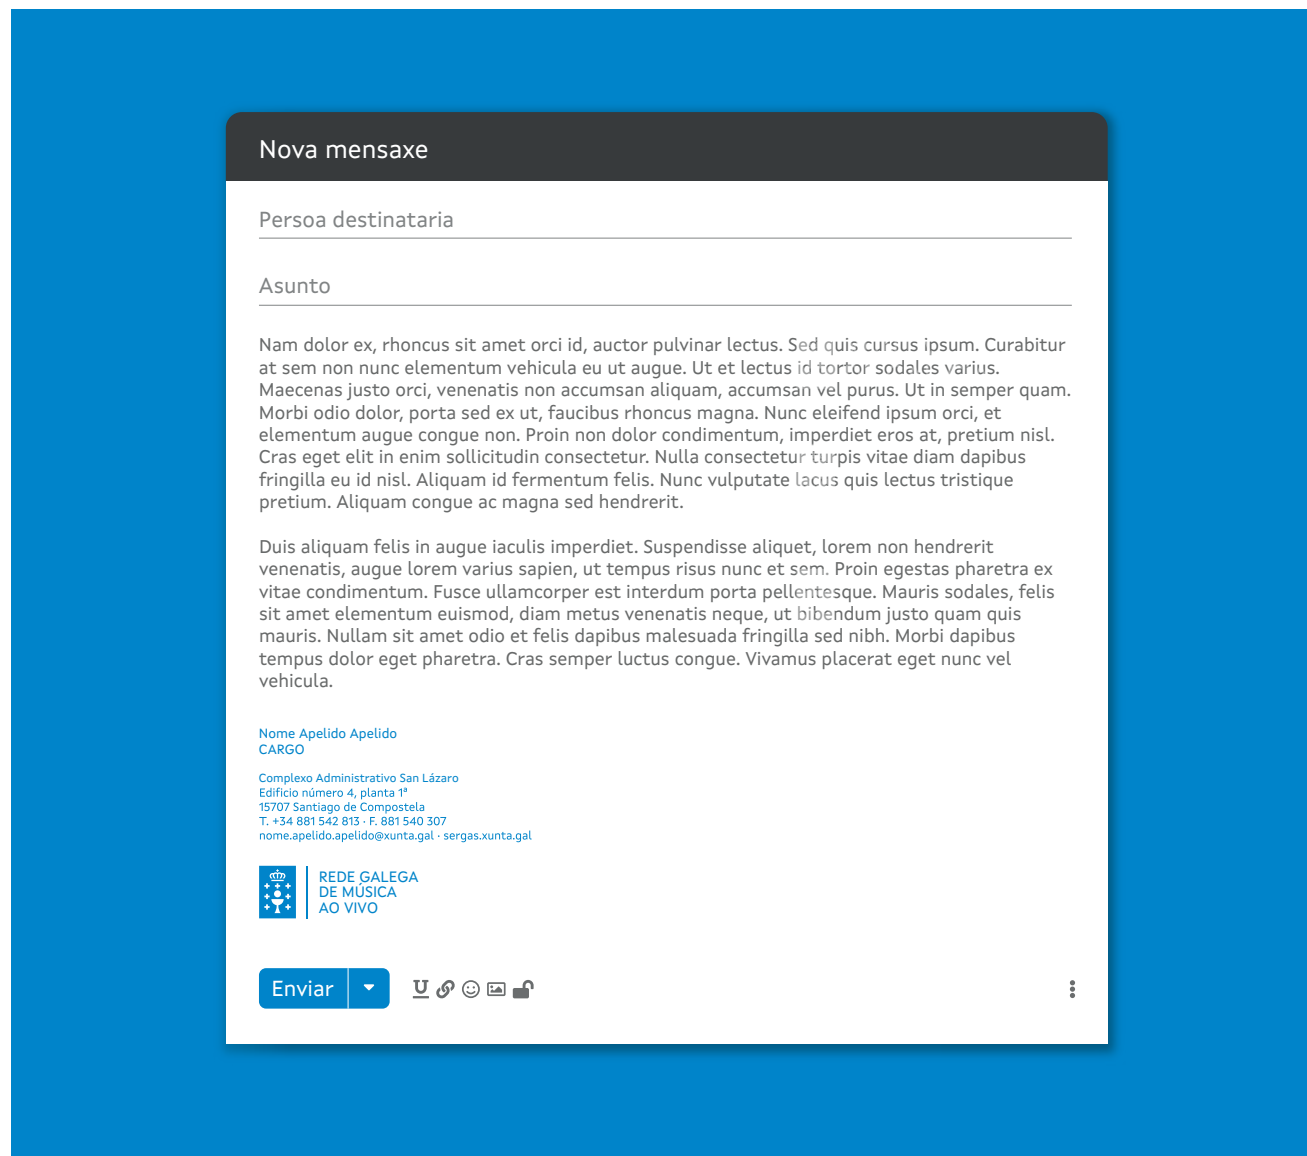 Nova mensaxe
Persoa destinataria
Asunto
Nam dolor ex, rhoncus sit amet orci id, auctor pulvinar lectus. Sed quis cursus ipsum. Curabitur
at sem non nunc elementum vehicula eu ut augue. Ut et lectus id tortor sodales varius.
Maecenas justo orci, venenatis non accumsan aliquam, accumsan vel purus. Ut in semper quam.
Morbi odio dolor, porta sed ex ut, faucibus rhoncus magna. Nunc eleifend ipsum orci, et
elementum augue congue non. Proin non dolor condimentum, imperdiet eros at, pretium nisl.
Cras eget elit in enim sollicitudin consectetur. Nulla consectetur turpis vitae diam dapibus
fringilla eu id nisl. Aliquam id fermentum felis. Nunc vulputate lacus quis lectus tristique
pretium. Aliquam congue ac magna sed hendrerit.
Duis aliquam felis in augue iaculis imperdiet. Suspendisse aliquet, lorem non hendrerit
venenatis, augue lorem varius sapien, ut tempus risus nunc et sem. Proin egestas pharetra ex
vitae condimentum. Fusce ullamcorper est interdum porta pellentesque. Mauris sodales, felis
sit amet elementum euismod, diam metus venenatis neque, ut bibendum justo quam quis
mauris. Nullam sit amet odio et felis dapibus malesuada fringilla sed nibh. Morbi dapibus
tempus dolor eget pharetra. Cras semper luctus congue. Vivamus placerat eget nunc vel
vehicula.
Nome Apelido Apelido
CARGO
Complexo Administrativo San Lázaro
Edificio número 4, planta 1ª
15707 Santiago de Compostela
T. +34 881 542 813 · F. 881 540 307
nome.apelido.apelido@xunta.gal · sergas.xunta.gal
REDE GALEGA
DE MÚSICA
AO VIVO
Enviar